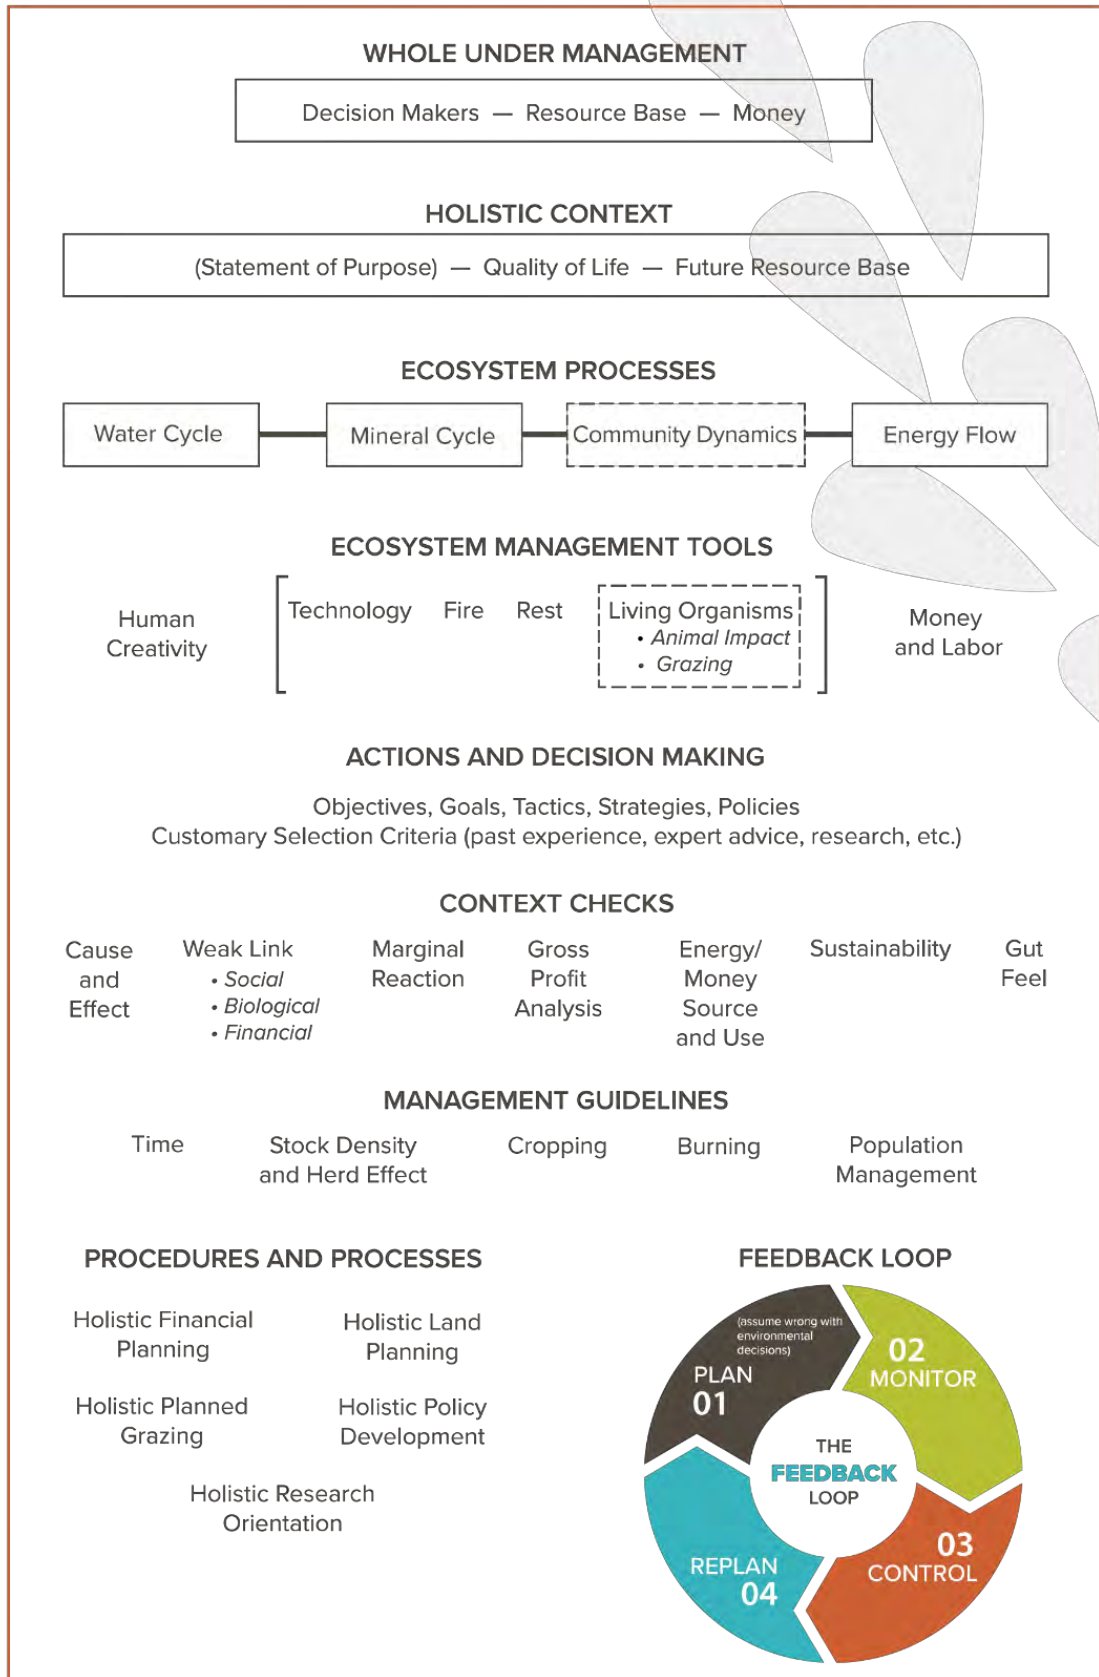 WHOLE UNDER MANAGEMENT
Decision Makers — Resource Base — Money
HOLISTIC CONTEXT
(Statement of Purpose) — Quality of Life — Future Resource Base
ECOSYSTEM PROCESSES
Water Cycle
Mineral Cycle
Community Dynamics
Energy Flow
ECOSYSTEM MANAGEMENT TOOLS
Human
Creativity
Technology
Fire
Rest
Living Organisms
• Animal Impact
• Grazing
Money
and Labor
ACTIONS AND DECISION MAKING
Objectives, Goals, Tactics, Strategies, Policies
Customary Selection Criteria (past experience, expert advice, research, etc.)
CONTEXT CHECKS
Cause
and
Effect
Weak Link
• Social
• Biological
• Financial
Marginal
Reaction
Gross
Profit
Analysis
Energy/
Money
Source
and Use
Sustainability
Gut
Feel
MANAGEMENT GUIDELINES
Time
Stock Density
and Herd Effect
Cropping
Burning
Population
Management
PROCEDURES AND PROCESSES
Holistic Financial
Planning
Holistic Land
Planning
Holistic Planned
Grazing
Holistic Policy
Development
Holistic Research
Orientation
FEEDBACK LOOP
(assume wrong with
environmental
decisions)
PLAN
01
02
MONITOR
03
CONTROL
REPLAN
04
THE
FEEDBACK
LOOP